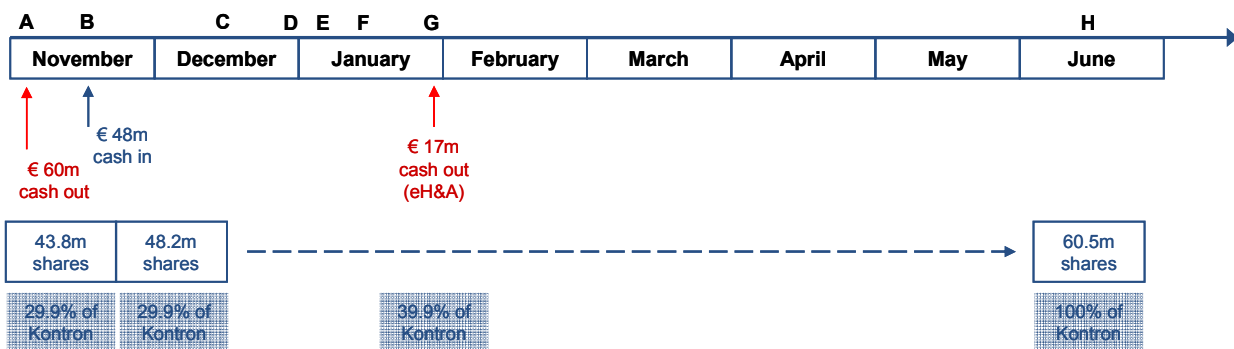 A B C D E F G H
November December January February March April May June
€ 48m
cash in
€ 60m
cash out
€ 17m
cash out
(eH&A)
43.8m
shares
48.2m
shares
60.5m
shares
29.9% of
Kontron
29.9% of
Kontron
39.9% of
Kontron
100% of
Kontron